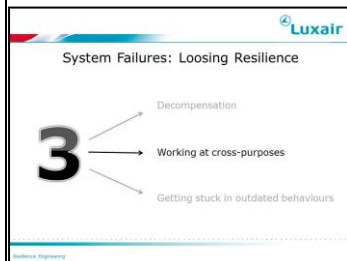 Luxair
System Failures: Loosing Resilience
3
Decompensation
Working at cross-purposes
Getting stuck in outdated behaviours
Resilience Engineering